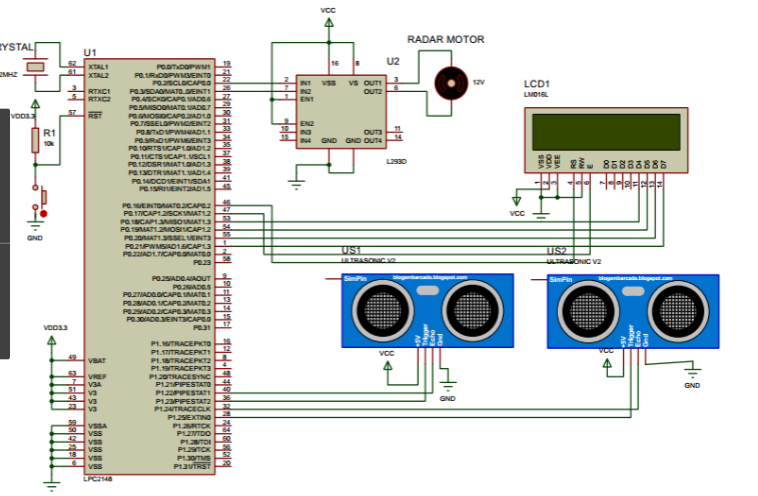 VCC
RYSTAL
2MHZ
VDD3.3
R1
10k
GND
U1
62 XTAL1
61 XTAL2
3 RTXC1
5 RTXC2
57 RST
P0.0/TxD0/PWM1 19
P0.1/RxD0/PWM3/EINT0 21
P0.2/SCL0/CAP0.0 22
P0.3/SDA0/MAT0.0/EINT1 26
P0.4/SCK0/CAP0.1/AD0.6 27
P0.5/MISO0/MAT0.1/AD0.7 29
P0.6/MOSI0/CAP0.2/AD1.0 30
P0.7/SSEL0/PWM2/EINT2 31
P0.8/TxD1/PWM4/AD1.1 33
P0.9/RxD1/PWM6/EINT3 34
P0.10/RTS1/CAP1.0/AD1.2 35
P0.11/CTS1/CAP1.1/SCL1 37
P0.12/DSR1/MAT1.0/AD1.3 38
P0.13/DTR1/MAT1.1/AD1.4 39
P0.14/DCD1/EINT1/SDA1 41
P0.15/RI1/EINT2/AD1.5 45
P0.16/EINT0/MAT0.2/CAP0.2 46
P0.17/CAP1.2/SCK1/MAT1.2 47
P0.18/CAP1.3/MISO1/MAT1.3 53
P0.19/MAT1.2/MOSI1/CAP1.2 54
P0.20/MAT1.3/SSEL1/EINT3 55
P0.21/PWM5/AD1.6/CAP1.3 1
P0.22/AD1.7/CAP0.0/MAT0.0 2
P0.23 58
P0.25/AD0.4/AOUT 9
P0.26/AD0.5 10
P0.27/AD0.0/CAP0.1/MAT0.1 11
P0.28/AD0.1/CAP0.2/MAT0.2 13
P0.29/AD0.2/CAP0.3/MAT0.3 14
P0.30/AD0.3/EINT3/CAP0.0 15
P0.31 17
P1.16/TRACEPKT0 16
P1.17/TRACEPKT1 12
P1.18/TRACEPKT2 8
P1.19/TRACEPKT3 4
P1.20/TRACESYNC 48
P1.21/PIPESTAT0 44
P1.22/PIPESTAT1 40
P1.23/PIPESTAT2 36
P1.24/TRACECLK 32
P1.25/EXTIN0 28
P1.26/RTCK 24
P1.27/TDO 64
P1.28/TDI 60
P1.29/TCK 56
P1.30/TMS 52
P1.31/TRST 20
VDD3.3
49 VBAT
63 VREF
7 V3A
51 V3
43 V3
23 V3
59 VSSA
50 VSS
42 VSS
25 VSS
18 VSS
6 VSS
LPC2148
U2
16 8
VSS VS
2 IN1 OUT1 3
7 IN2 OUT2 6
1 EN1
9 EN2
10 IN3 OUT3 11
15 IN4 GND GND OUT4 14
L293D
RADAR MOTOR
12V
LCD1
LM016L
VSS VDD VEE RS RW E D0 D1 D2 D3 D4 D5 D6 D7
1 2 3 4 5 6 7 8 9 10 11 12 13 14
VCC
US1
ULTRASONIC V2
SimPin blogembarcado.blogspot.com
+5V Trigger Echo Gnd
VCC
GND
US2
ULTRASONIC V2
SimPin blogembarcado.blogspot.com
+5V Trigger Echo Gnd
VCC
GND